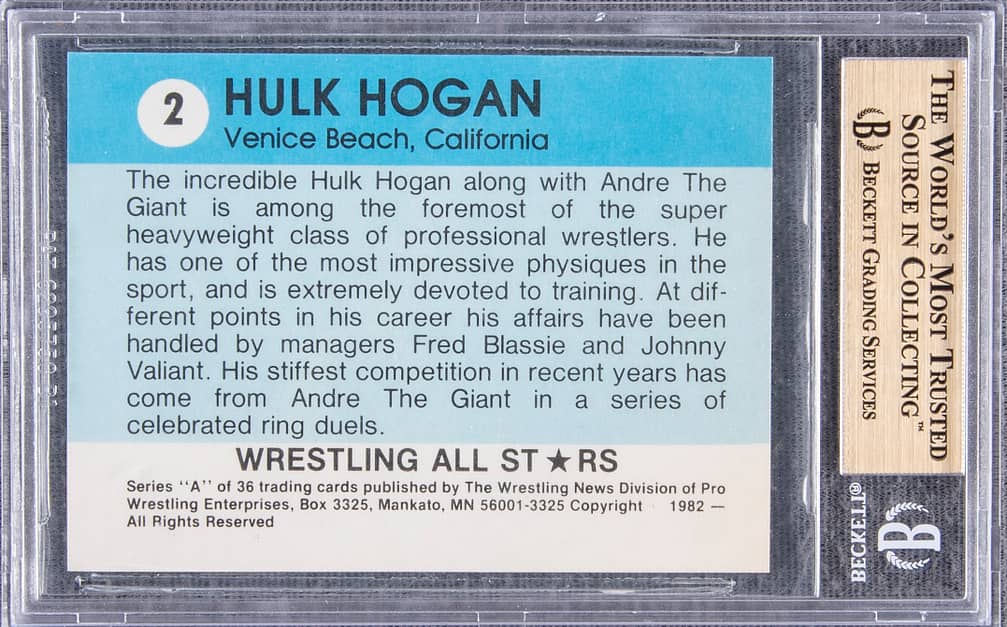 2
HULK HOGAN
Venice Beach, California
The incredible Hulk Hogan along with Andre The
Giant is among the foremost of the super
heavyweight class of professional wrestlers. He
has one of the most impressive physiques in the
sport, and is extremely devoted to training. At dif-
ferent points in his career his affairs have been
handled by managers Fred Blassie and Johnny
Valiant. His stiffest competition in recent years has
come from Andre The Giant in a series of
celebrated ring duels.
WRESTLING ALL ST★RS
Series "A" of 36 trading cards published by The Wrestling News Division of Pro
Wrestling Enterprises, Box 3325, Mankato, MN 56001-3325 Copyright 1982 —
All Rights Reserved
THE WORLD'S MOST TRUSTED
SOURCE IN COLLECTING™
B BECKETT GRADING SERVICES
BECKETT®
B